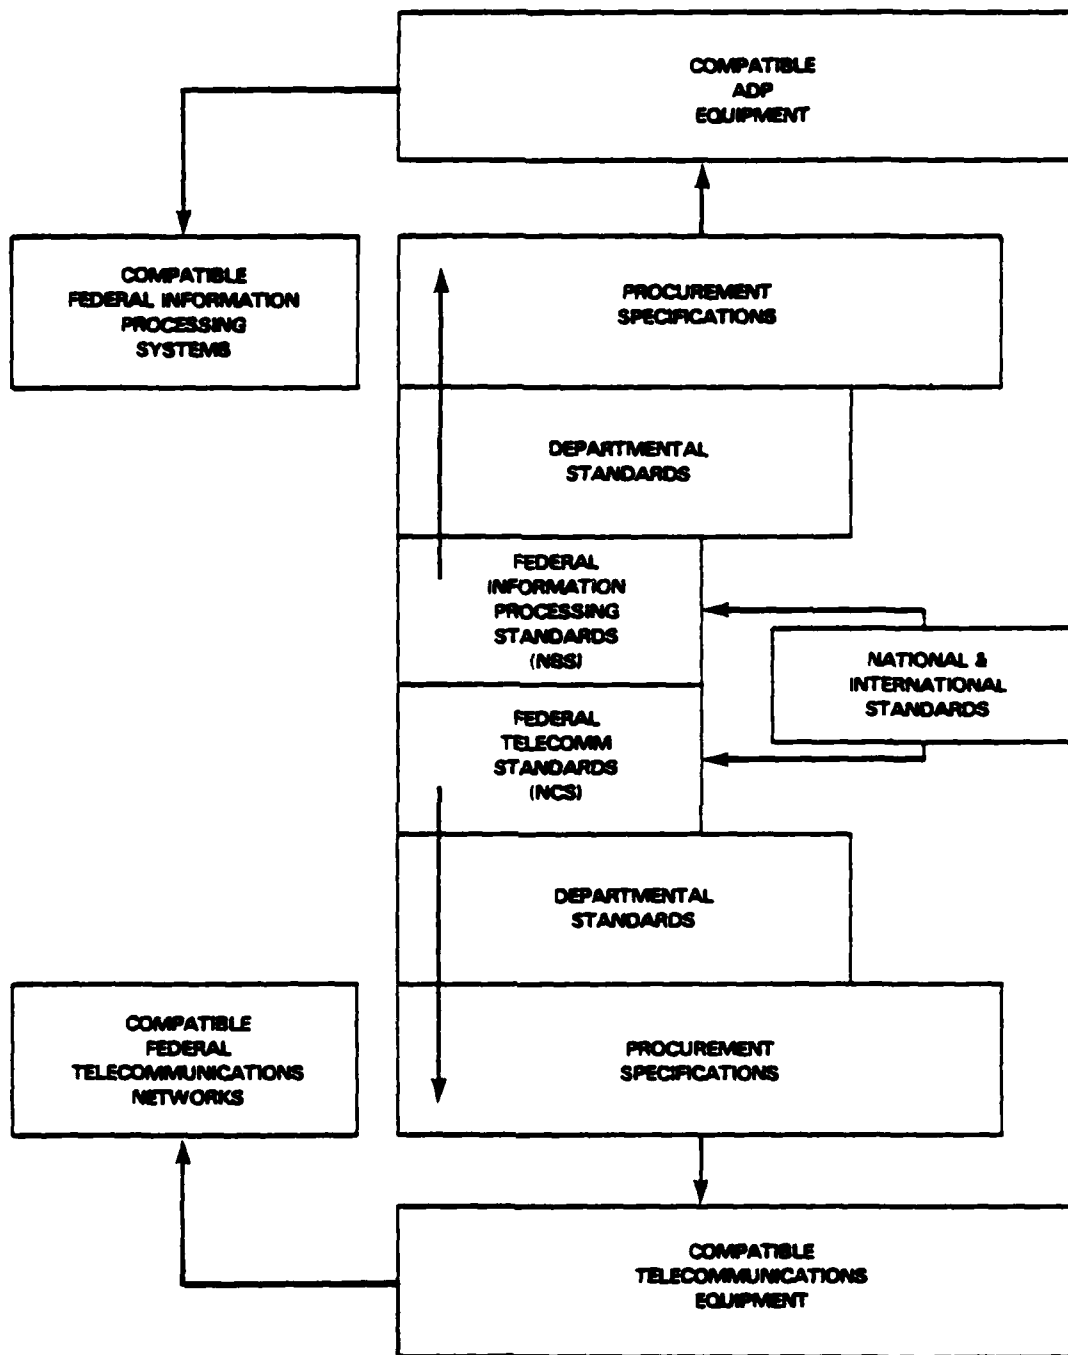 COMPATIBLE
ADP
EQUIPMENT
COMPATIBLE
FEDERAL INFORMATION
PROCESSING
SYSTEMS
PROCUREMENT
SPECIFICATIONS
DEPARTMENTAL
STANDARDS
FEDERAL
INFORMATION
PROCESSING
STANDARDS
(NBS)
NATIONAL &
INTERNATIONAL
STANDARDS
FEDERAL
TELECOMM
STANDARDS
(NCS)
DEPARTMENTAL
STANDARDS
COMPATIBLE
FEDERAL
TELECOMMUNICATIONS
NETWORKS
PROCUREMENT
SPECIFICATIONS
COMPATIBLE
TELECOMMUNICATIONS
EQUIPMENT